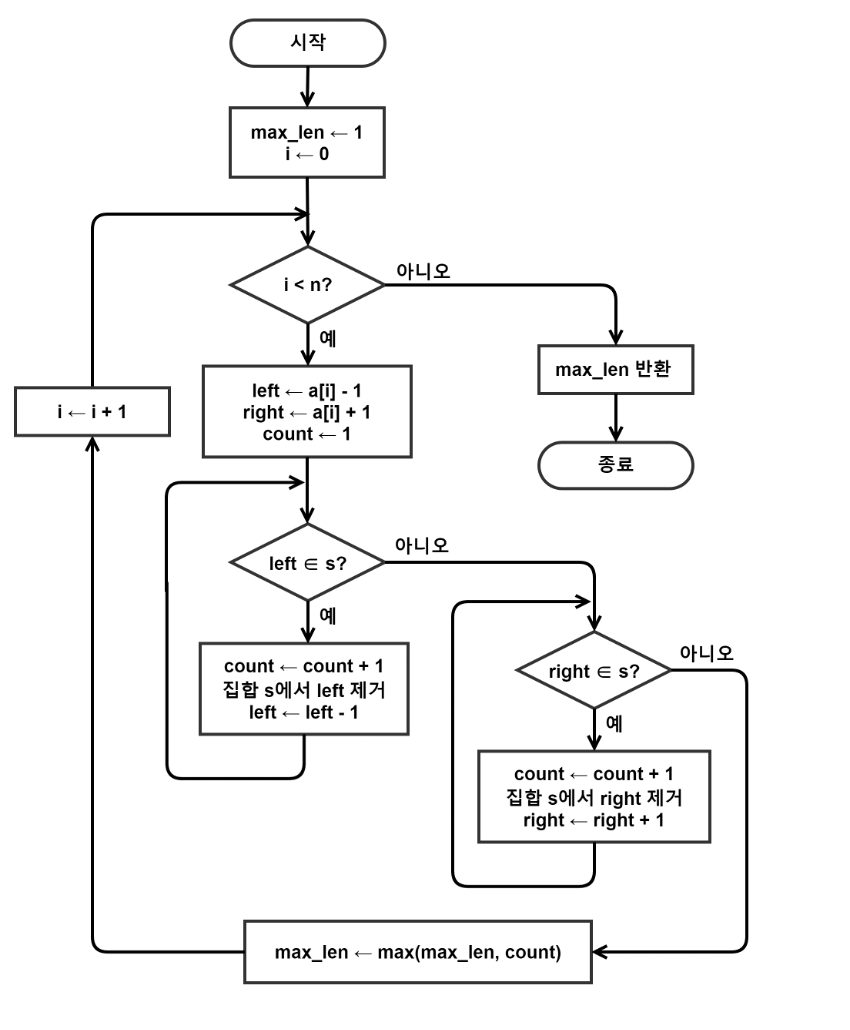 시작
max_len ← 1
i ← 0
i < n?
아니오
예
max_len 반환
종료
left ← a[i] - 1
right ← a[i] + 1
count ← 1
i ← i + 1
left ∈ s?
아니오
예
count ← count + 1
집합 s에서 left 제거
left ← left - 1
right ∈ s?
아니오
예
count ← count + 1
집합 s에서 right 제거
right ← right + 1
max_len ← max(max_len, count)